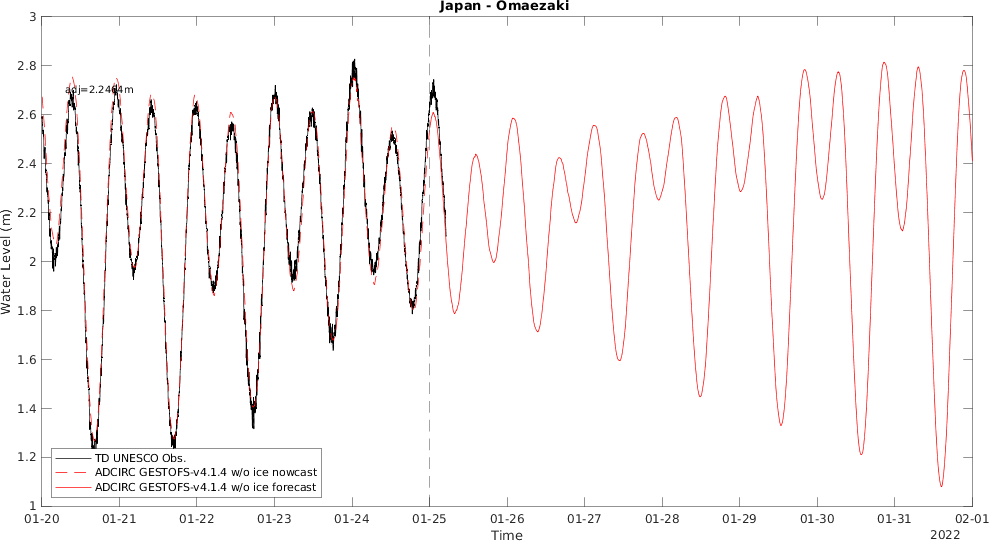 Japan - Omaezaki
3
2.8
2.6
2.4
2.2
2
1.8
1.6
1.4
1.2
1
Water Level (m)
adj=2.2464m
TD UNESCO Obs.
ADCIRC GESTOFS-v4.1.4 w/o ice nowcast
ADCIRC GESTOFS-v4.1.4 w/o ice forecast
01-20 01-21 01-22 01-23 01-24 01-25 01-26 01-27 01-28 01-29 01-30 01-31 02-01
Time
2022